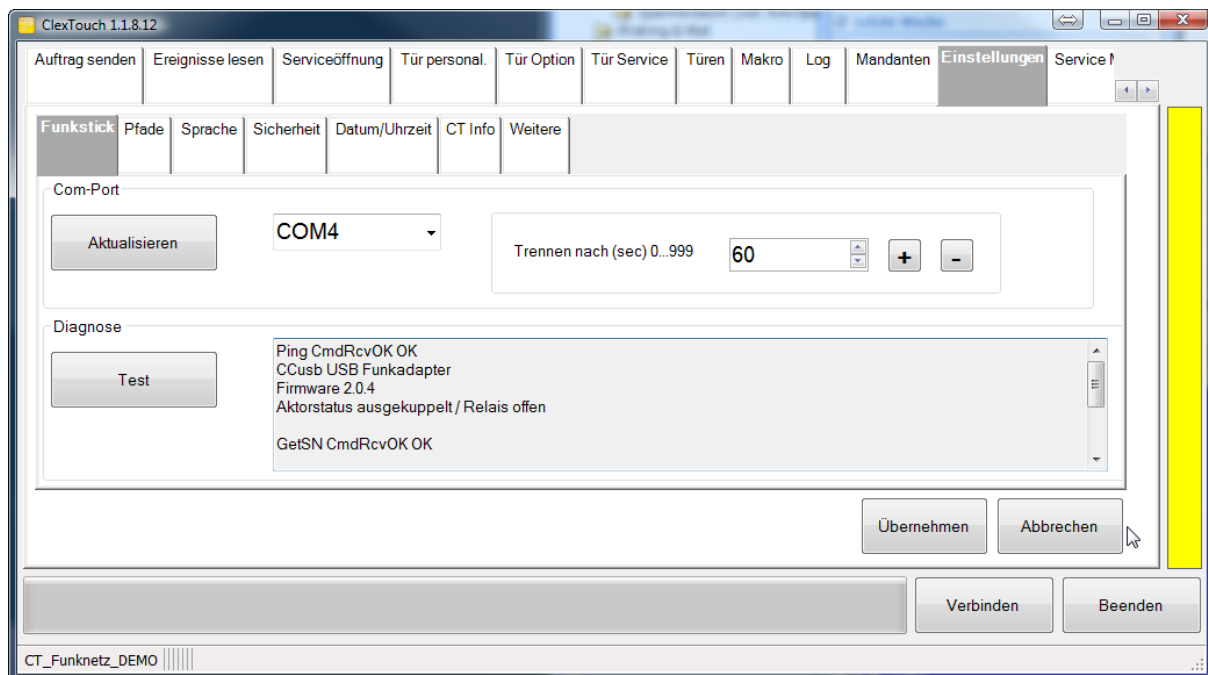 ClexTouch 1.1.8.12
Auftrag senden Ereignisse lesen Serviceöffnung Tür personal. Tür Option Tür Service Türen Makro Log Mandanten Einstellungen Service
Funkstick Pfade Sprache Sicherheit Datum/Uhrzeit CT Info Weitere
Com-Port
Aktualisieren COM4 Trennen nach (sec) 0...999 60 + -
Diagnose
Test
Ping CmdRcvOK OK
CCusb USB Funkadapter
Firmware 2.0.4
Aktorstatus ausgekuppelt / Relais offen
GetSN CmdRcvOK OK
Übernehmen Abbrechen
Verbinden Beenden
CT_Funknetz_DEMO